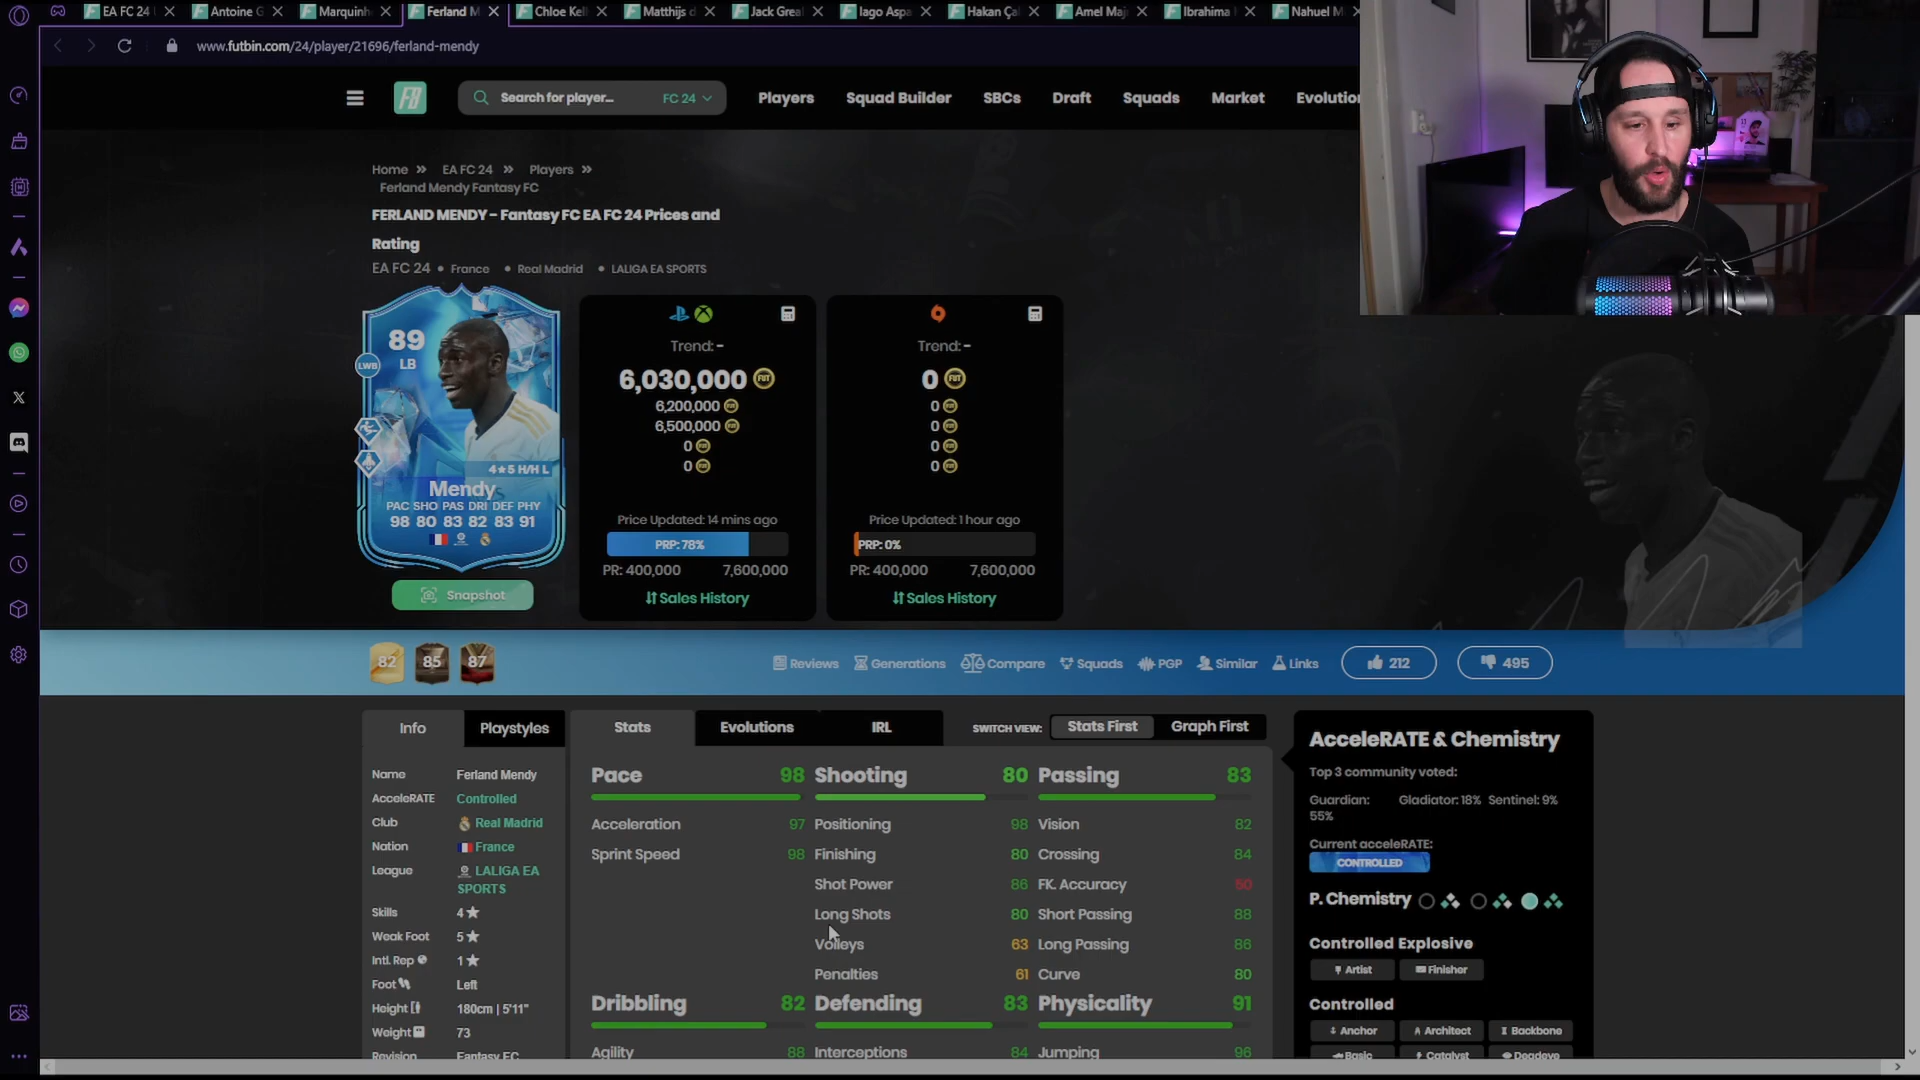 EA FC 24
Antoine G
Marquinh
Ferland M
Chloe Kel
Matthijs d
Jack Grea
Iago Aspa
Hakan Çal
Amel Maj
Ibrahima
Nahuel M
www.futbin.com/24/player/21696/ferland-mendy
FB
Search for player...
FC 24
Players
Squad Builder
SBCs
Draft
Squads
Market
Evolution
Home » EA FC 24 » Players »
Ferland Mendy Fantasy FC
FERLAND MENDY - Fantasy FC EA FC 24 Prices and
Rating
EA FC 24 • France • Real Madrid • LALIGA EA SPORTS
89
LB
LWB
4★5 H/H L
Mendy
PAC SHO PAS DRI DEF PHY
98 80 83 82 83 91
Snapshot
Trend: -
6,030,000
6,200,000
6,500,000
0
0
Price Updated: 14 mins ago
PRP: 78%
PR: 400,000 7,600,000
Sales History
Trend: -
0
0
0
0
0
Price Updated: 1 hour ago
PRP: 0%
PR: 400,000 7,600,000
Sales History
82
85
87
Reviews
Generations
Compare
Squads
PGP
Similar
Links
212
495
Info
Playstyles
Name Ferland Mendy
AcceleRATE Controlled
Club Real Madrid
Nation France
League LALIGA EA
SPORTS
Skills 4★
Weak Foot 5★
Intl. Rep 1★
Foot Left
Height 180cm | 5'11"
Weight 73
Revision Fantasy FC
Stats
Evolutions
IRL
SWITCH VIEW:
Stats First
Graph First
Pace 98
Acceleration 97
Sprint Speed 98
Shooting 80
Positioning 98
Finishing 80
Shot Power 86
Long Shots 80
Volleys 63
Penalties 61
Passing 83
Vision 82
Crossing 84
FK. Accuracy 50
Short Passing 88
Long Passing 86
Curve 80
Dribbling 82
Agility 88
Defending 83
Interceptions 84
Physicality 91
Jumping 96
AcceleRATE & Chemistry
Top 3 community voted:
Guardian: Gladiator: 18% Sentinel: 9%
55%
Current acceleRATE:
CONTROLLED
P. Chemistry
Controlled Explosive
Artist
Finisher
Controlled
Anchor
Architect
Backbone
Basic
Catalyst
Deadeye